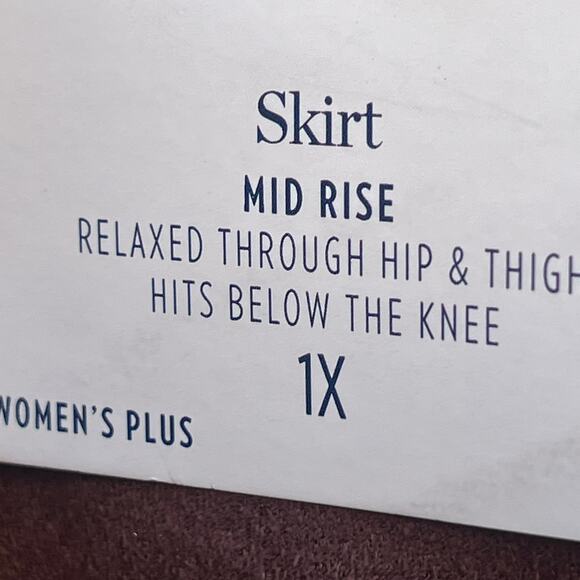 Skirt
MID RISE
RELAXED THROUGH HIP & THIGH
HITS BELOW THE KNEE
1X
WOMEN'S PLUS